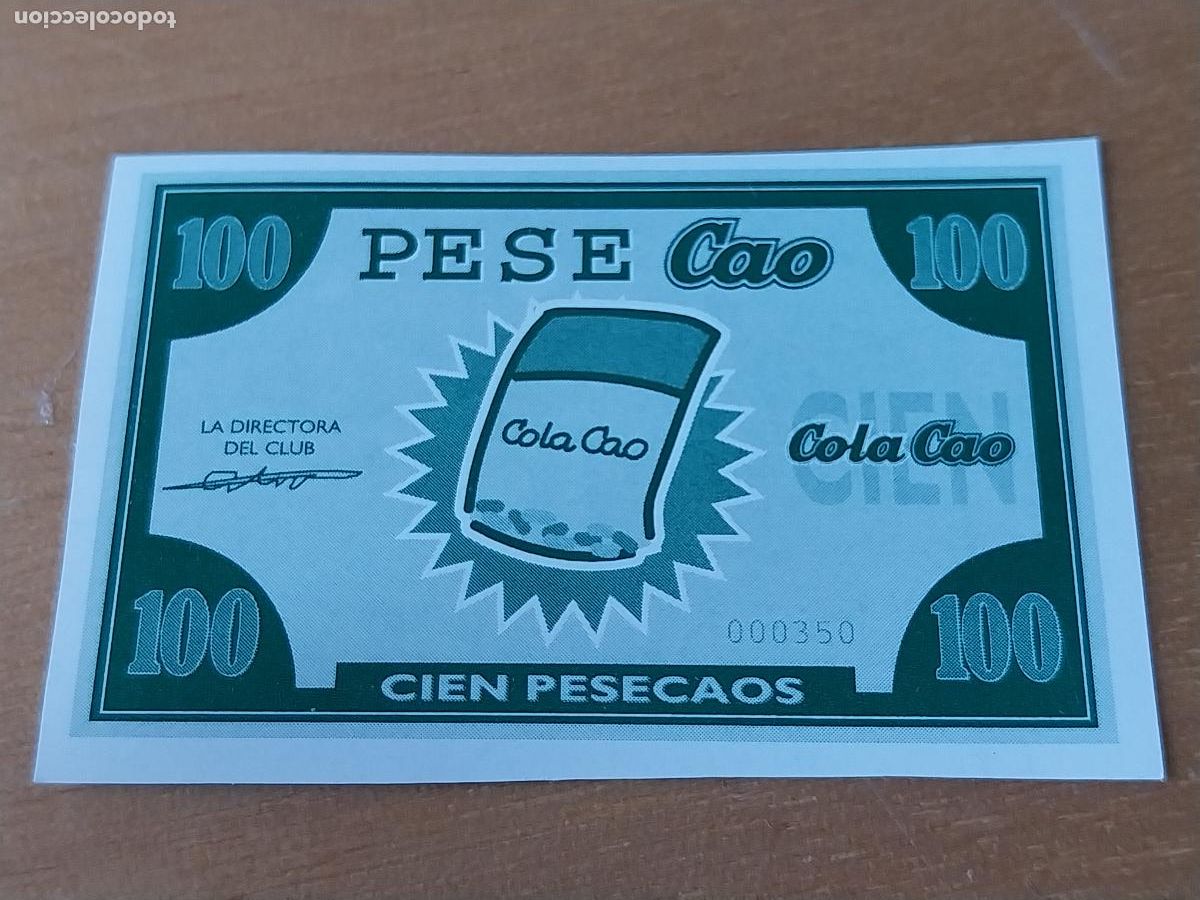 todocoleccion
100 PESE Cao 100
LA DIRECTORA
DEL CLUB
Cola Cao
CIEN
Cola Cao
000350
100 100
CIEN PESECAOS